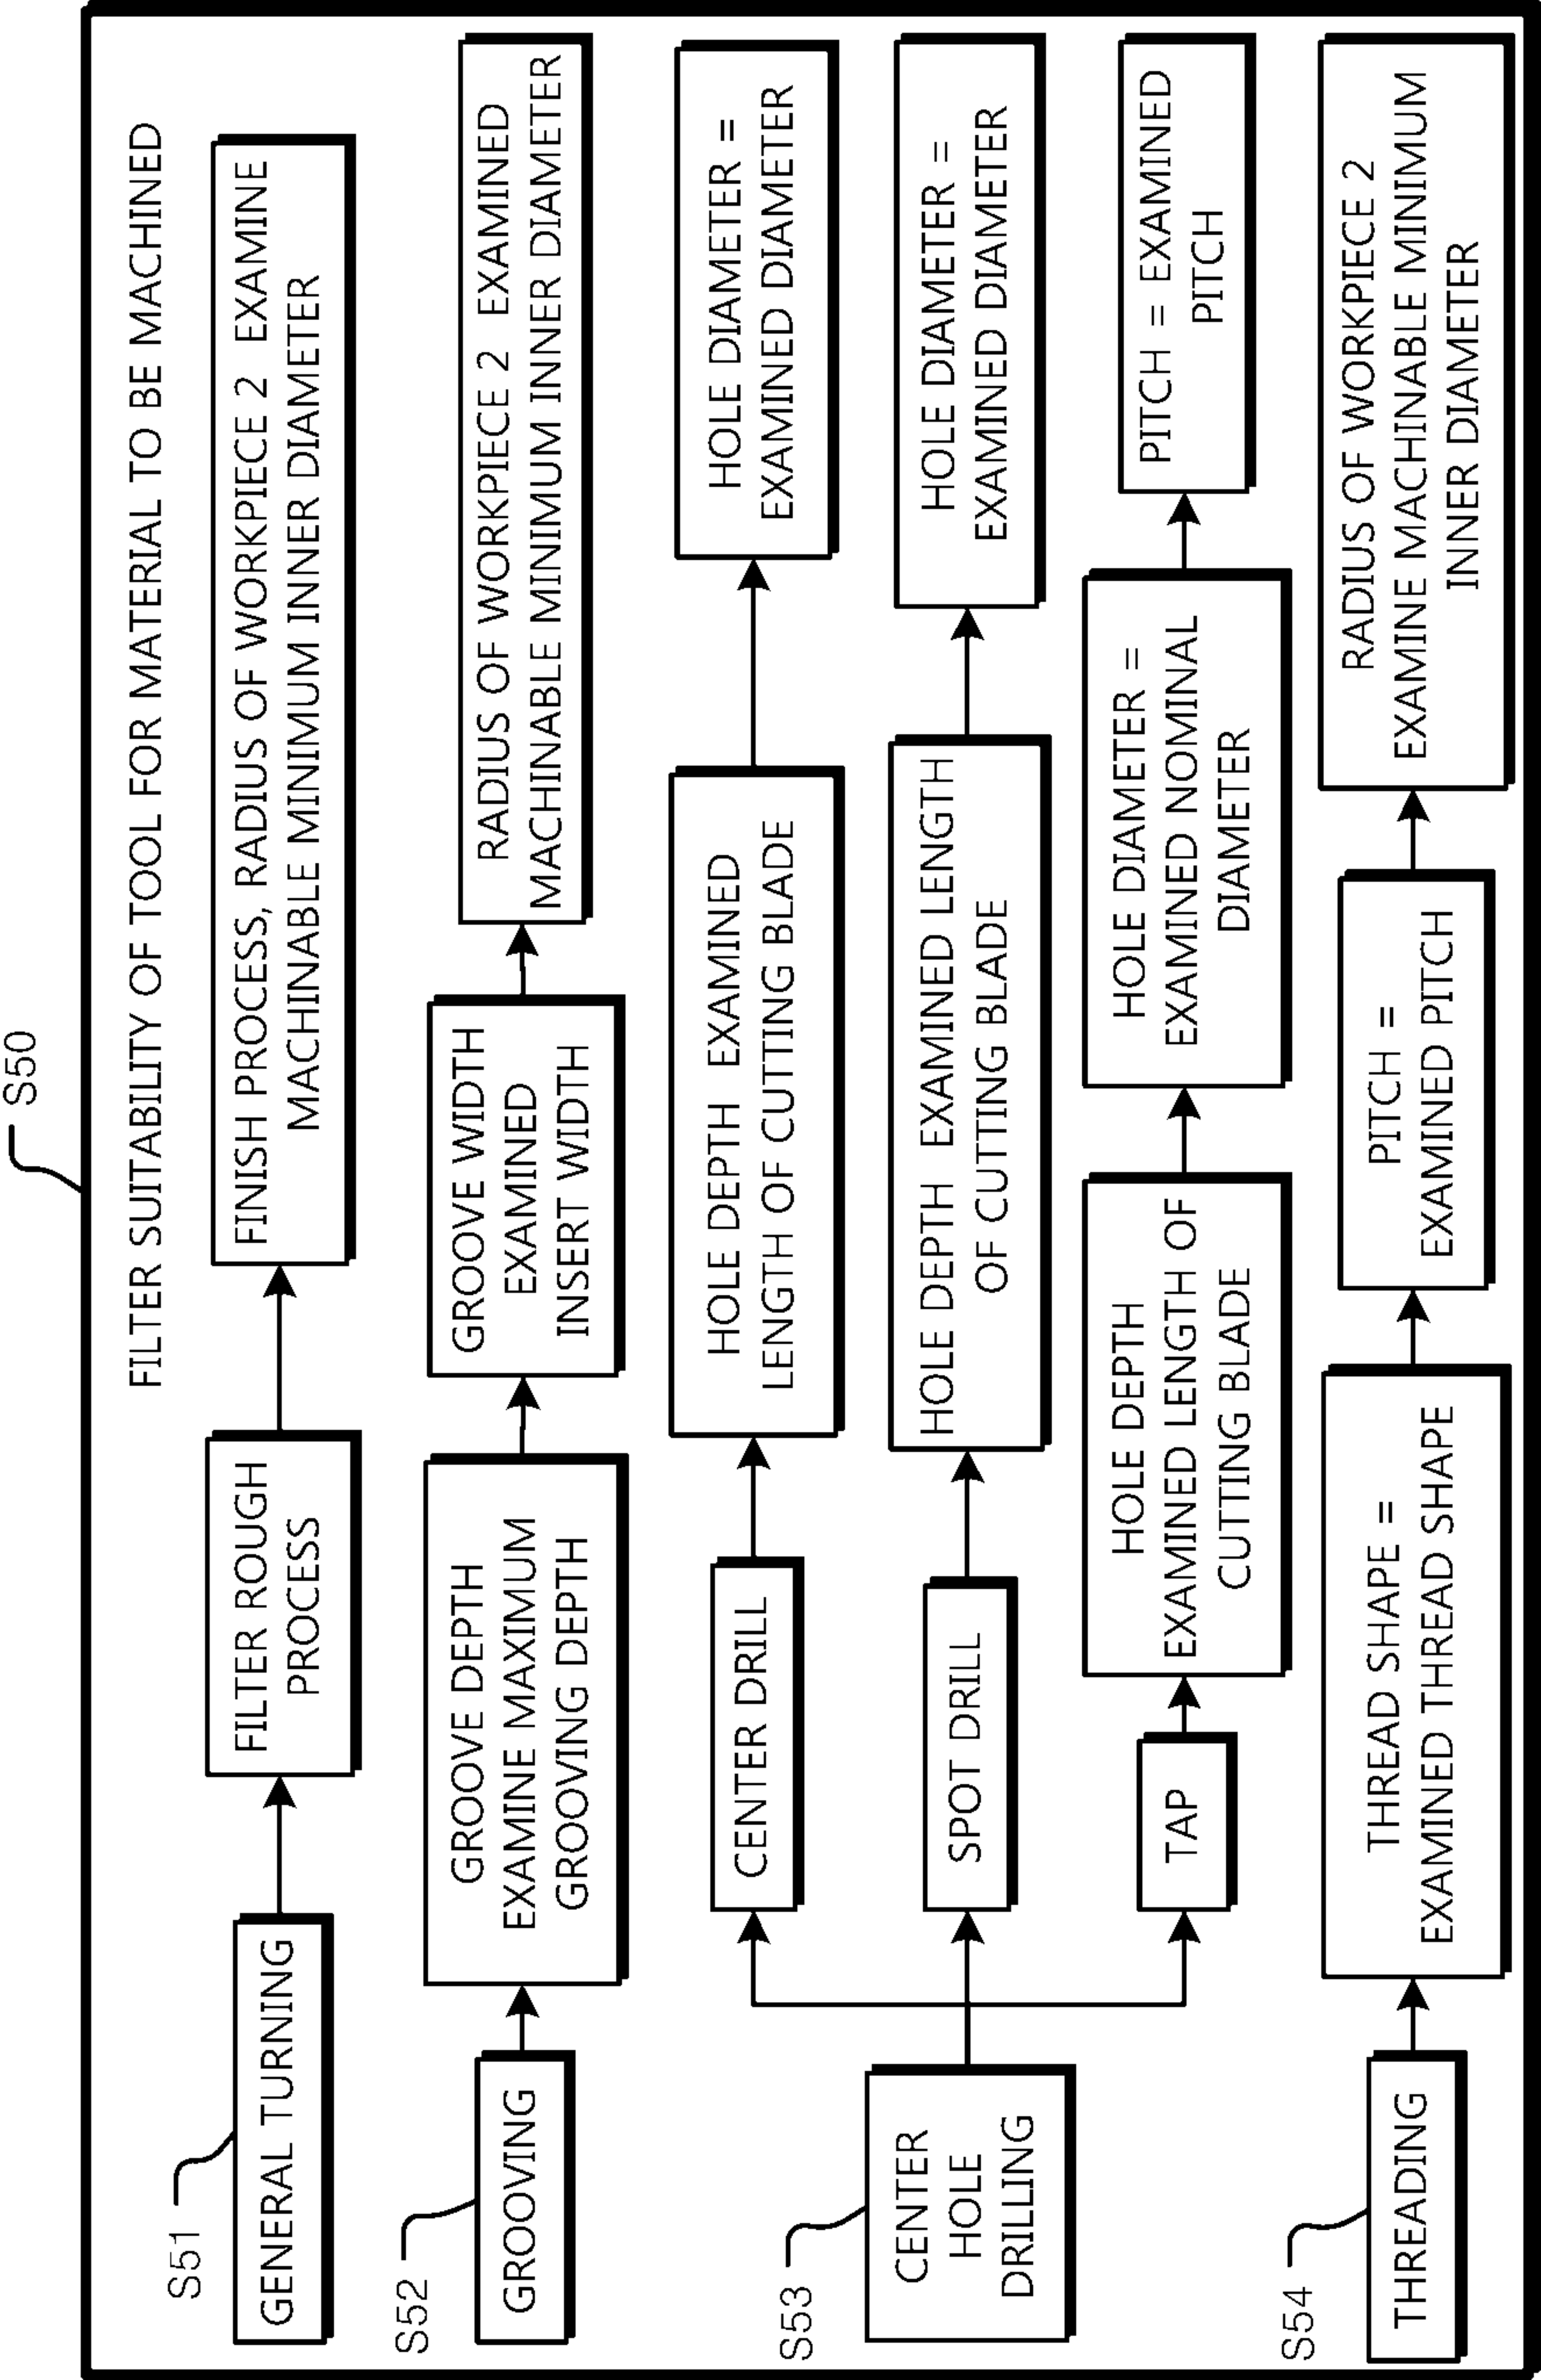 S50
FILTER SUITABILITY OF TOOL FOR MATERIAL TO BE MACHINED
S51
GENERAL TURNING
FILTER ROUGH
PROCESS
FINISH PROCESS, RADIUS OF WORKPIECE 2 EXAMINE
MACHINABLE MINIMUM INNER DIAMETER
S52
GROOVING
GROOVE DEPTH
EXAMINE MAXIMUM
GROOVING DEPTH
GROOVE WIDTH
EXAMINED
INSERT WIDTH
RADIUS OF WORKPIECE 2 EXAMINED
MACHINABLE MINIMUM INNER DIAMETER
S53
CENTER
HOLE
DRILLING
CENTER DRILL
HOLE DEPTH EXAMINED
LENGTH OF CUTTING BLADE
HOLE DIAMETER =
EXAMINED DIAMETER
SPOT DRILL
HOLE DEPTH EXAMINED LENGTH
OF CUTTING BLADE
HOLE DIAMETER =
EXAMINED DIAMETER
TAP
HOLE DEPTH
EXAMINED LENGTH OF
CUTTING BLADE
HOLE DIAMETER =
EXAMINED NOMINAL
DIAMETER
PITCH = EXAMINED
PITCH
S54
THREADING
THREAD SHAPE =
EXAMINED THREAD SHAPE
PITCH =
EXAMINED PITCH
RADIUS OF WORKPIECE 2
EXAMINE MACHINABLE MINIMUM
INNER DIAMETER